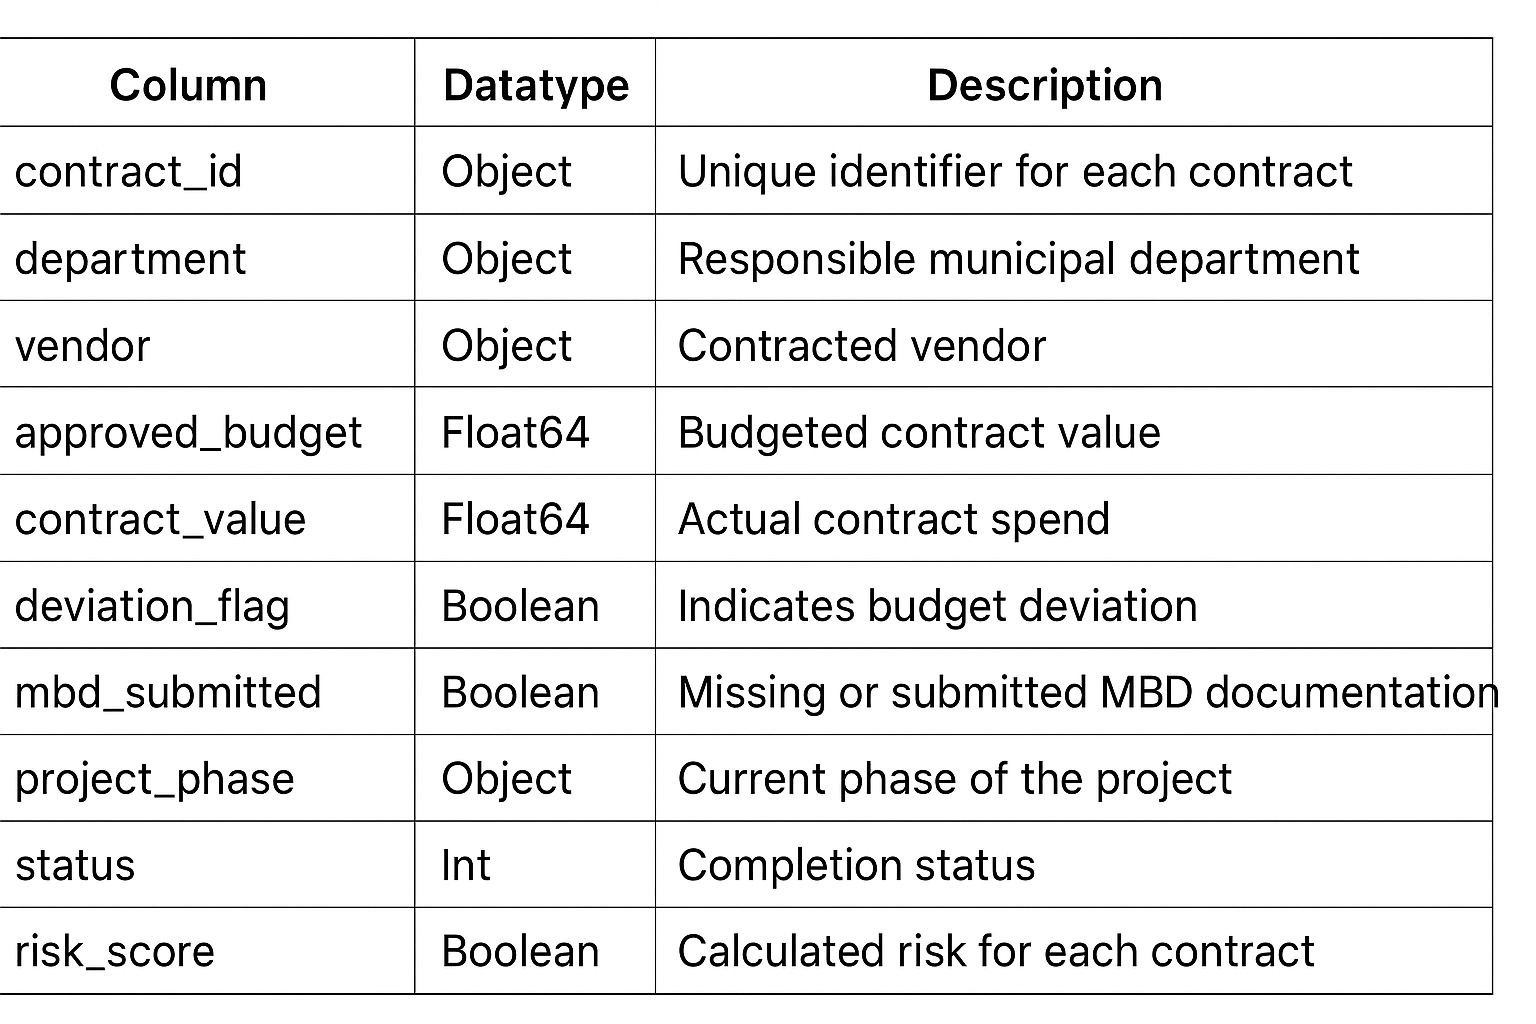 Column Datatype Description
contract_id Object Unique identifier for each contract
department Object Responsible municipal department
vendor Object Contracted vendor
approved_budget Float64 Budgeted contract value
contract_value Float64 Actual contract spend
deviation_flag Boolean Indicates budget deviation
mbd_submitted Boolean Missing or submitted MBD documentation
project_phase Object Current phase of the project
status Int Completion status
risk_score Boolean Calculated risk for each contract